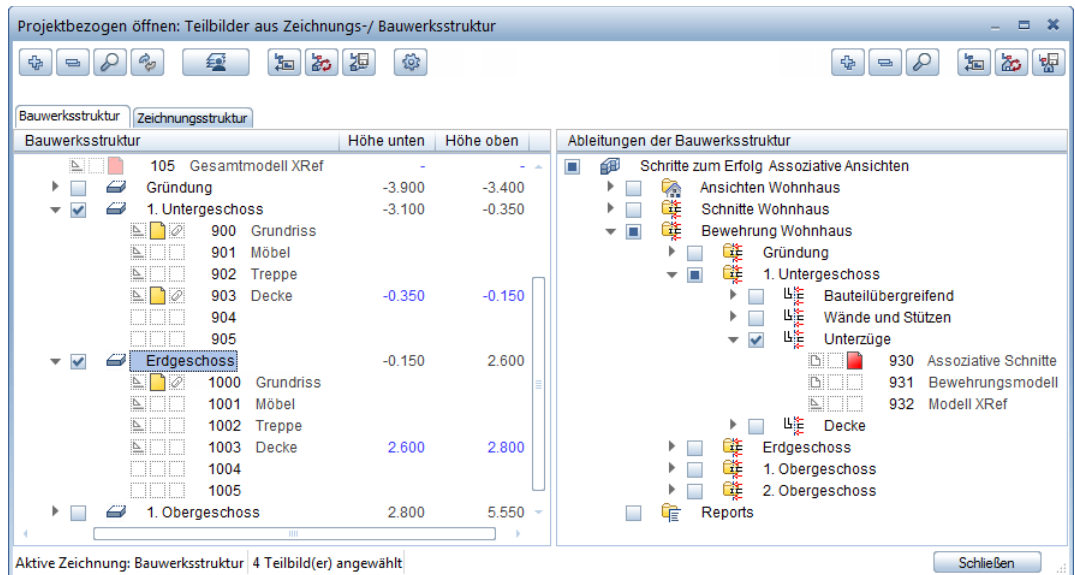 Projektbezogen öffnen: Teilbilder aus Zeichnungs-/ Bauwerksstruktur
Bauwerksstruktur Zeichnungsstruktur
Bauwerksstruktur Höhe unten Höhe oben
105 Gesamtmodell XRef - -
Gründung -3.900 -3.400
1. Untergeschoss -3.100 -0.350
900 Grundriss
901 Möbel
902 Treppe
903 Decke -0.350 -0.150
904
905
Erdgeschoss -0.150 2.600
1000 Grundriss
1001 Möbel
1002 Treppe
1003 Decke 2.600 2.800
1004
1005
1. Obergeschoss 2.800 5.550
Ableitungen der Bauwerksstruktur
Schritte zum Erfolg Assoziative Ansichten
Ansichten Wohnhaus
Schnitte Wohnhaus
Bewehrung Wohnhaus
Gründung
1. Untergeschoss
Bauteilübergreifend
Wände und Stützen
Unterzüge
930 Assoziative Schnitte
931 Bewehrungsmodell
932 Modell XRef
Decke
Erdgeschoss
1. Obergeschoss
2. Obergeschoss
Reports
Aktive Zeichnung: Bauwerksstruktur 4 Teilbild(er) angewählt
Schließen